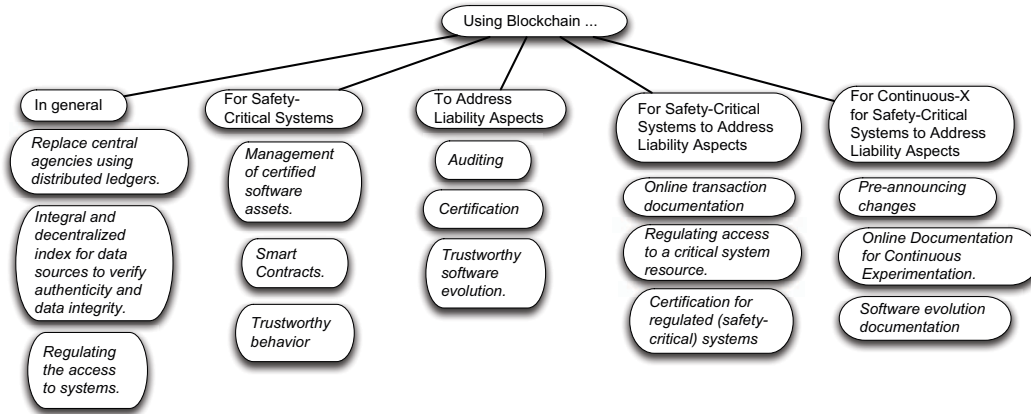 Using Blockchain ...
In general
Replace central
agencies using
distributed ledgers.
Integral and
decentralized
index for data
sources to verify
authenticity and
data integrity.
Regulating
the access
to systems.
For Safety-
Critical Systems
Management
of certified
software
assets.
Smart
Contracts.
Trustworthy
behavior
To Address
Liability Aspects
Auditing
Certification
Trustworthy
software
evolution.
For Safety-Critical
Systems to Address
Liability Aspects
Online transaction
documentation
Regulating access
to a critical system
resource.
Certification for
regulated (safety-
critical) systems
For Continuous-X
for Safety-Critical
Systems to Address
Liability Aspects
Pre-announcing
changes
Online Documentation
for Continuous
Experimentation.
Software evolution
documentation